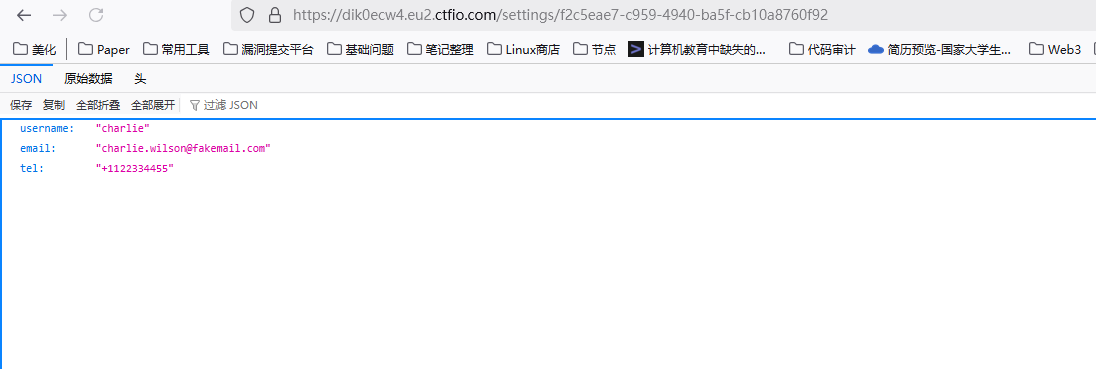 https://dik0ecw4.eu2.ctfio.com/settings/f2c5eae7-c959-4940-ba5f-cb10a8760f92
美化 Paper 常用工具 漏洞提交平台 基础问题 笔记整理 Linux商店 节点 计算机教育中缺失的... 代码审计 简历预览-国家大学生... Web3
JSON 原始数据 头
保存 复制 全部折叠 全部展开 过滤 JSON
username: "charlie"
email: "charlie.wilson@fakemail.com"
tel: "+1122334455"